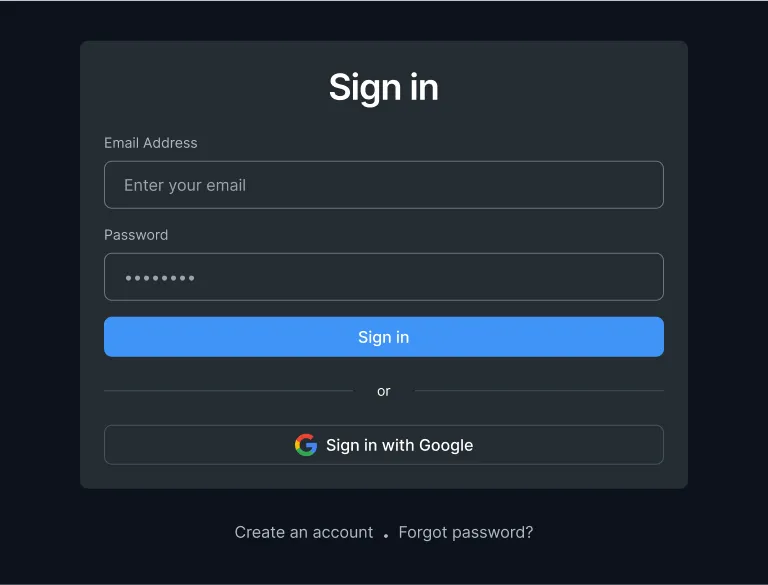 Sign in
Email Address
Enter your email
Password
••••••••
Sign in
or
Sign in with Google
Create an account • Forgot password?